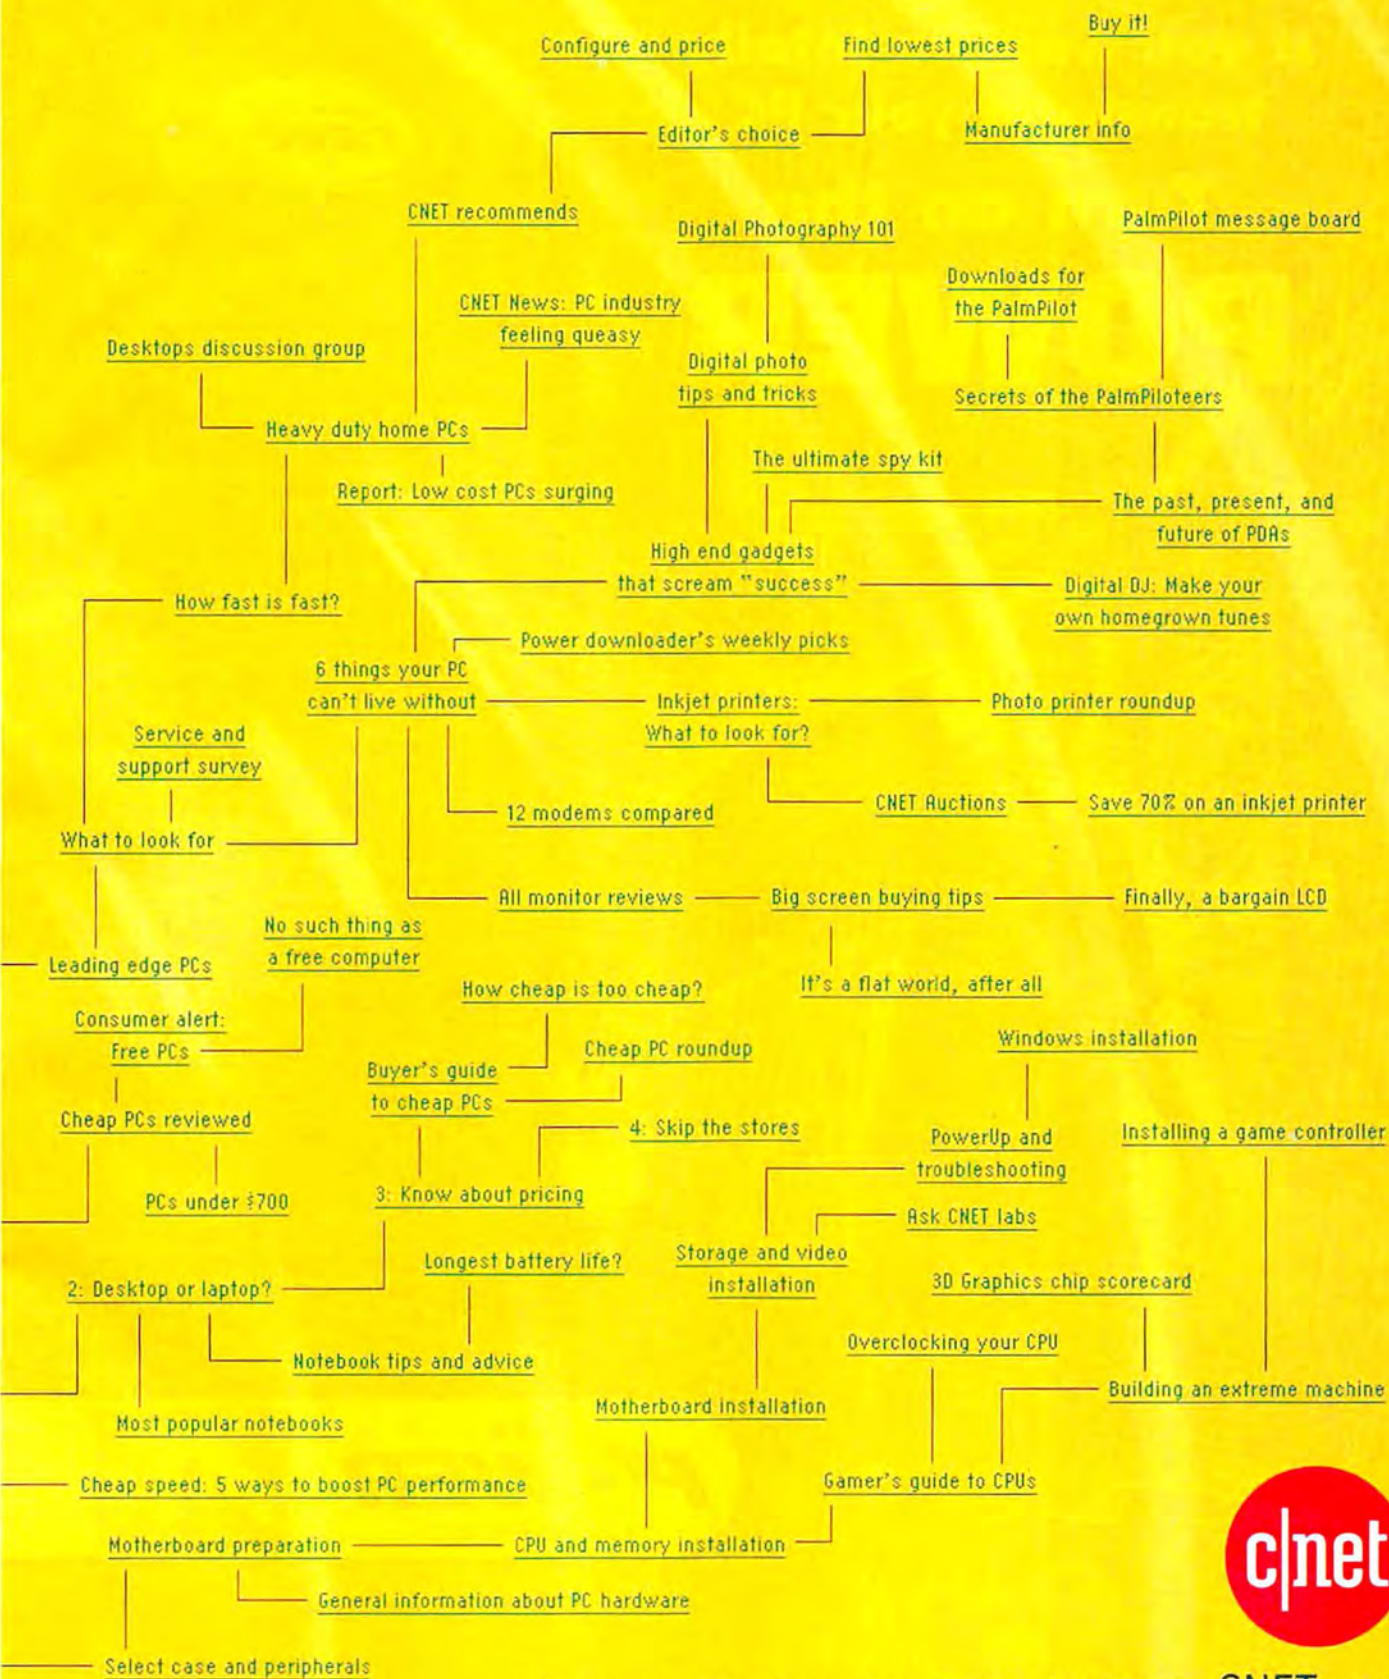 Buy it!
Configure and price
Find lowest prices
Editor's choice
Manufacturer info
CNET recommends
Digital Photography 101
PalmPilot message board
Downloads for
the PalmPilot
CNET News: PC industry
feeling queasy
Desktops discussion group
Digital photo
tips and tricks
Secrets of the PalmPiloteers
Heavy duty home PCs
The ultimate spy kit
Report: Low cost PCs surging
The past, present, and
future of PDAs
High end gadgets
that scream "success"
Digital DJ: Make your
own homegrown tunes
How fast is fast?
Power downloader's weekly picks
6 things your PC
can't live without
Inkjet printers:
What to look for?
Photo printer roundup
Service and
support survey
CNET Auctions
Save 70% on an inkjet printer
12 modems compared
What to look for
All monitor reviews
Big screen buying tips
Finally, a bargain LCD
No such thing as
a free computer
Leading edge PCs
It's a flat world, after all
How cheap is too cheap?
Consumer alert:
Free PCs
Windows installation
Cheap PC roundup
Buyer's guide
to cheap PCs
Cheap PCs reviewed
4: Skip the stores
PowerUp and
troubleshooting
Installing a game controller
PCs under $700
3: Know about pricing
Ask CNET labs
Storage and video
installation
Longest battery life?
2: Desktop or laptop?
3D Graphics chip scorecard
Overclocking your CPU
Notebook tips and advice
Building an extreme machine
Motherboard installation
Most popular notebooks
Cheap speed: 5 ways to boost PC performance
Gamer's guide to CPUs
Motherboard preparation
CPU and memory installation
c|net
General information about PC hardware
Select case and peripherals
CNET